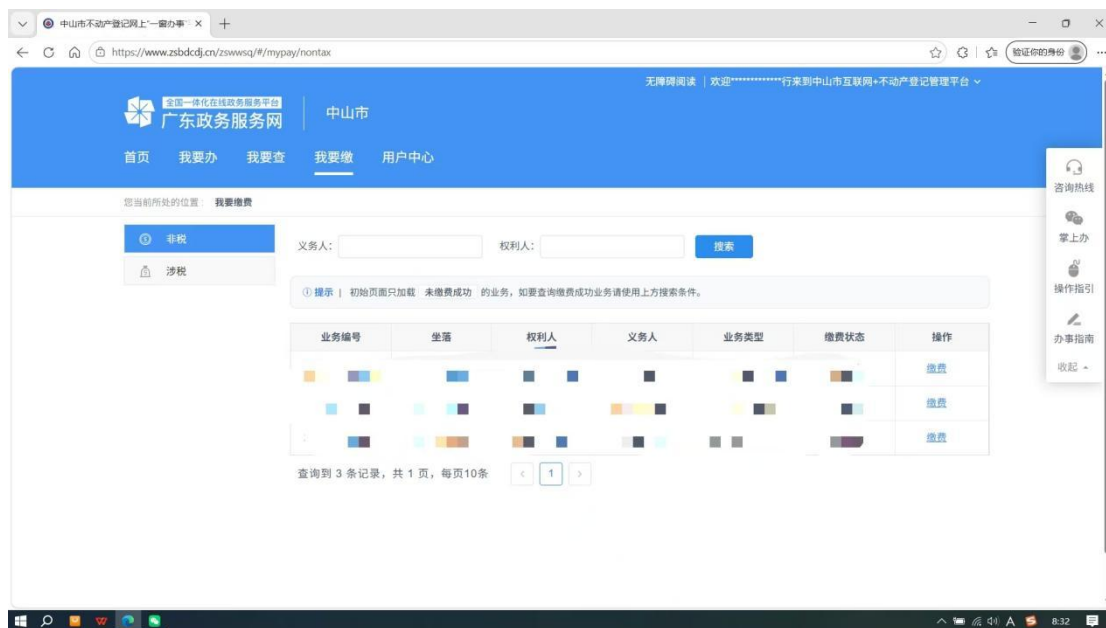 中山市不动产登记网上“一窗办事”
https://www.zsbdcdj.cn/zswwsq/#/mypay/nontax
验证你的身份
无障碍阅读 | 欢迎*************行来到中山市互联网+不动产登记管理平台
全国一体化在线政务服务平台
广东政务服务网
中山市
首页 我要办 我要查 我要缴 用户中心
您当前所处的位置： 我要缴费
咨询热线
掌上办
操作指引
办事指南
收起
非税
涉税
义务人： 权利人： 搜索
提示 | 初始页面只加载 未缴费成功 的业务，如要查询缴费成功业务请使用上方搜索条件。
业务编号 坐落 权利人 义务人 业务类型 缴费状态 操作
缴费
缴费
缴费
查询到 3 条记录，共 1 页，每页10条 1
A 8:32